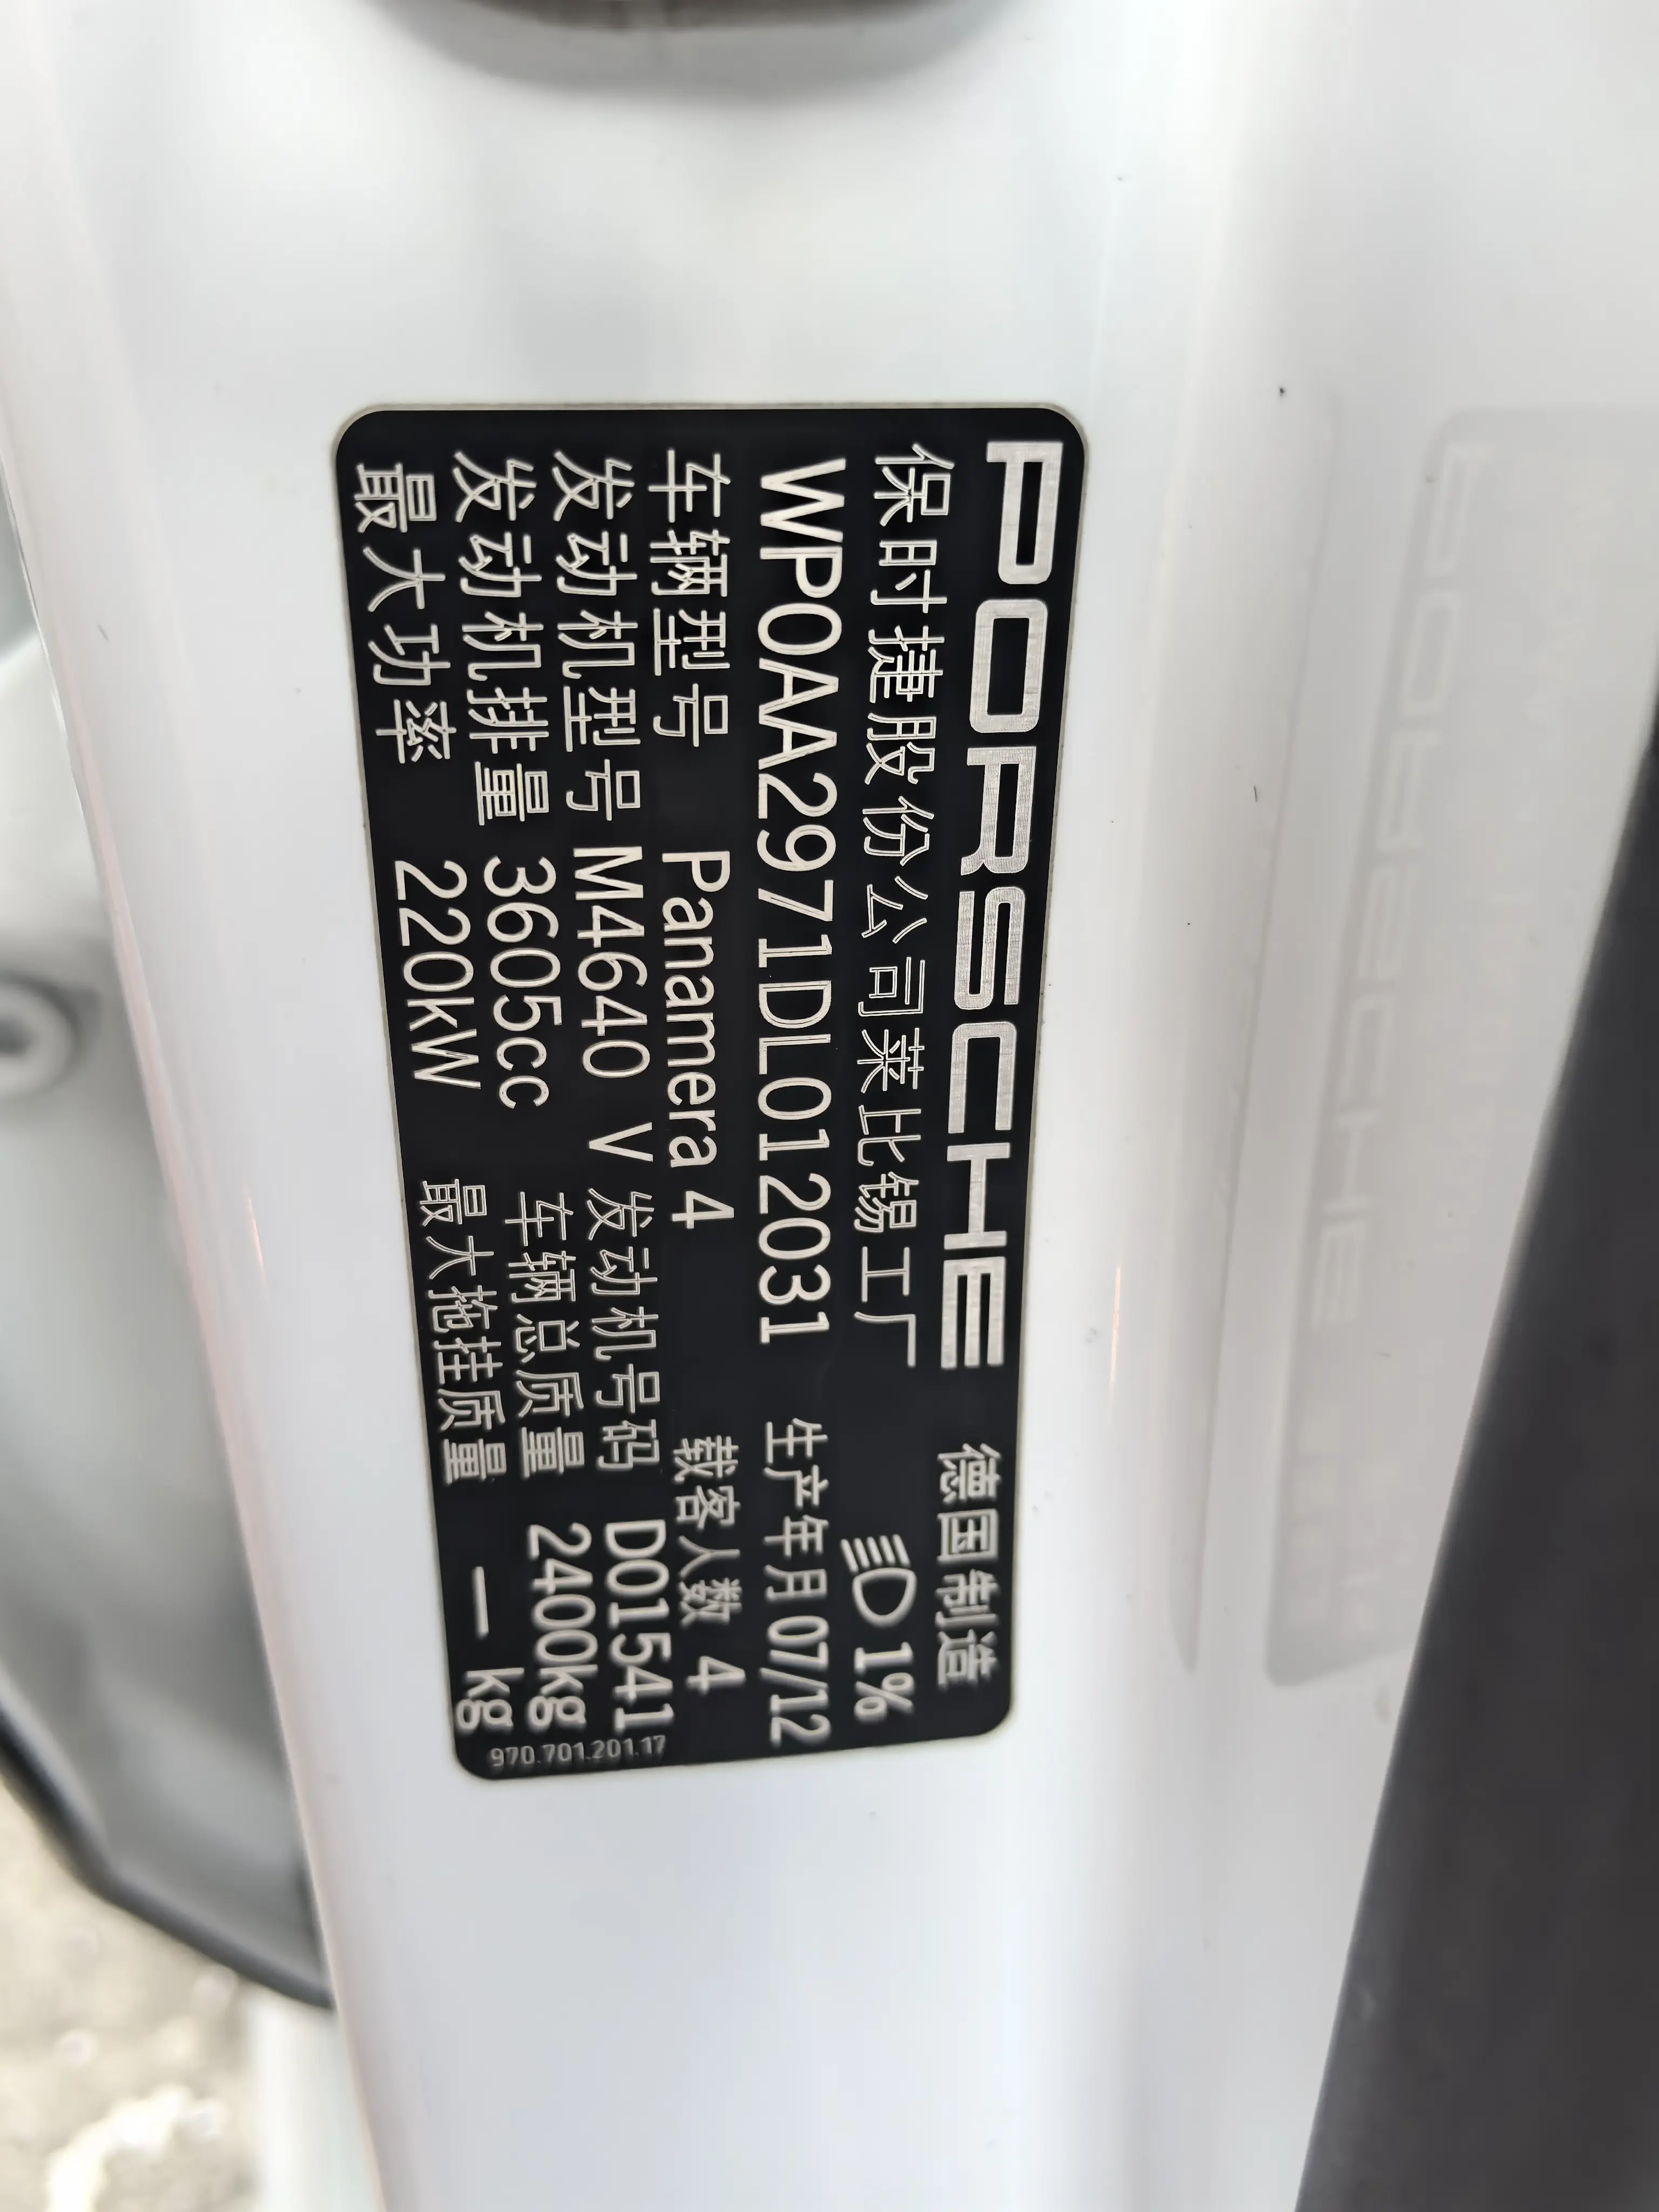 PORSCHE 德国制造
保时捷股份公司莱比锡工厂 1%
WP0AA2971DL012031 生产年月 07/12
车辆型号 Panamera 4 载客人数 4
发动机型号 M4640 V 发动机号码 D01541
发动机排量 3605cc 车辆总质量 2400kg
最大功率 220kW 最大拖挂质量 — kg
970.701.201.17